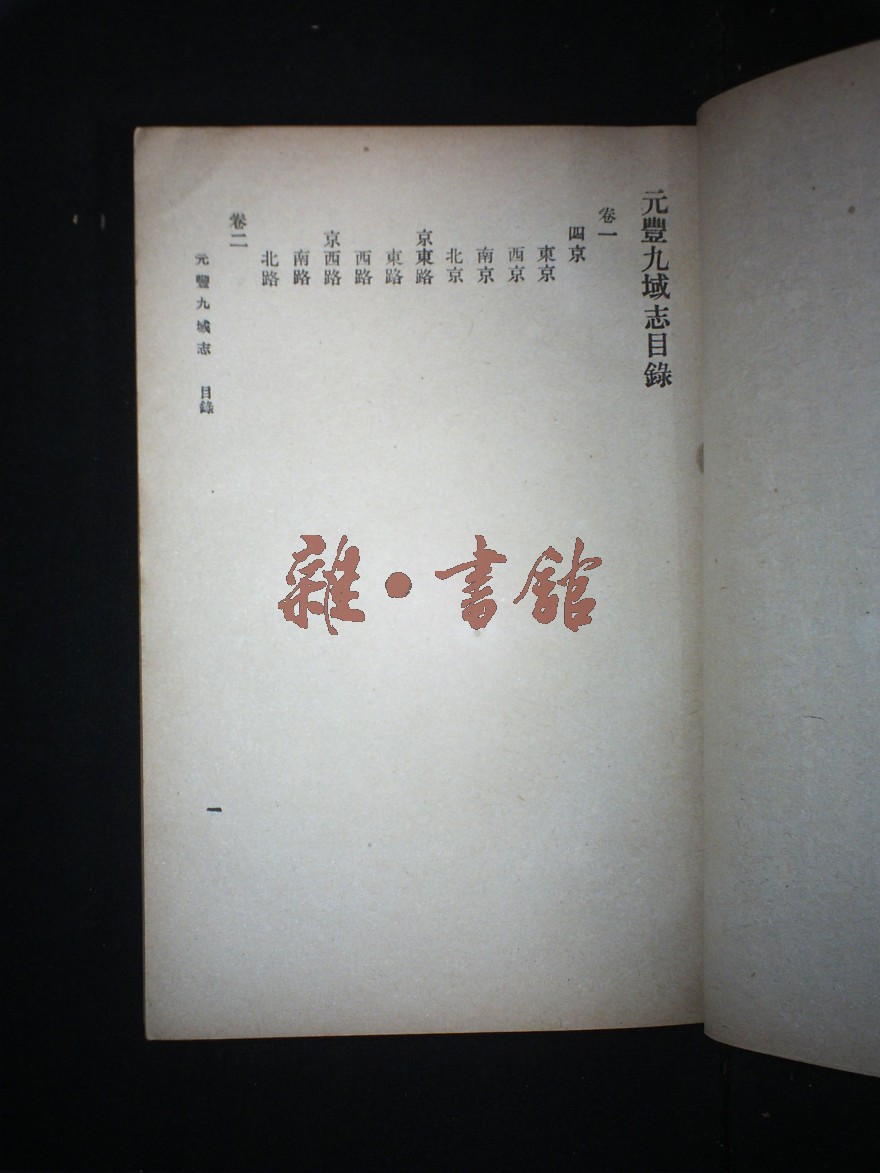 元豐九域志目錄
卷一
四京
東京
西京
南京
北京
京東路
東路
西路
京西路
南路
北路
卷二
元豐九域志 目錄
一
雜·書館